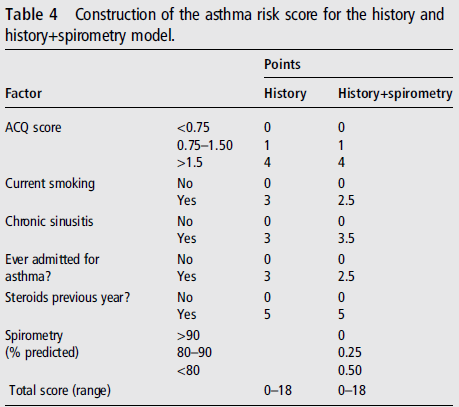 Table 4 Construction of the asthma risk score for the history and
history+spirometry model.
Points
Factor History History+spirometry
ACQ score <0.75 0 0
0.75–1.50 1 1
>1.5 4 4
Current smoking No 0 0
Yes 3 2.5
Chronic sinusitis No 0 0
Yes 3 3.5
Ever admitted for No 0 0
asthma? Yes 3 2.5
Steroids previous year? No 0 0
Yes 5 5
Spirometry >90 0
(% predicted) 80–90 0.25
<80 0.50
Total score (range) 0–18 0–18